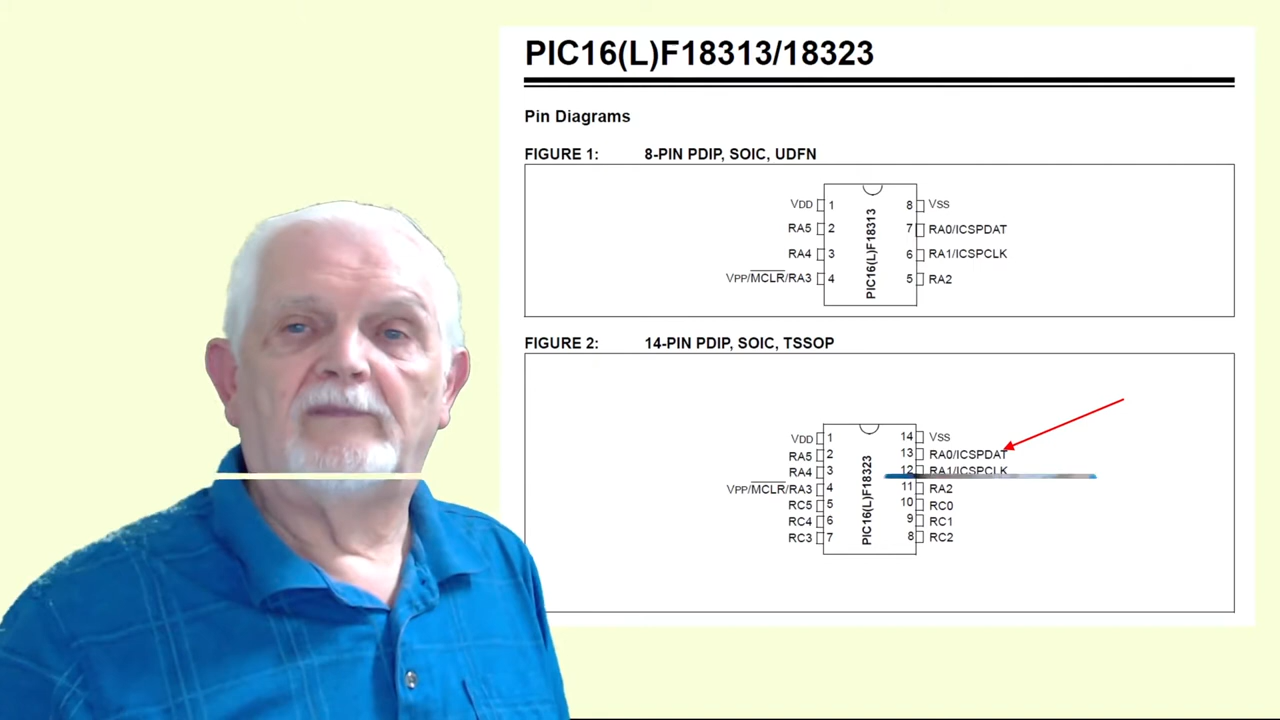 PIC16(L)F18313/18323
Pin Diagrams
FIGURE 1: 8-PIN PDIP, SOIC, UDFN
VDD 1 8 VSS
RA5 2 7 RA0/ICSPDAT
RA4 3 6 RA1/ICSPCLK
VPP/MCLR/RA3 4 5 RA2
PIC16(L)F18313
FIGURE 2: 14-PIN PDIP, SOIC, TSSOP
VDD 1 14 VSS
RA5 2 13 RA0/ICSPDAT
RA4 3 12 RA1/ICSPCLK
VPP/MCLR/RA3 4 11 RA2
RC5 5 10 RC0
RC4 6 9 RC1
RC3 7 8 RC2
PIC16(L)F18323